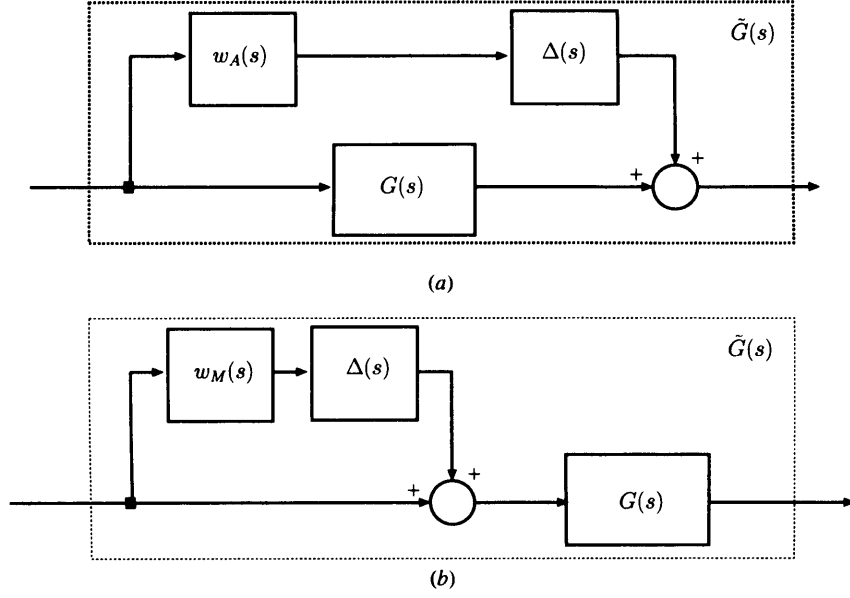 G̃(s)
w_A(s)
Δ(s)
+
+
G(s)
(a)
G̃(s)
w_M(s)
Δ(s)
+
+
G(s)
(b)